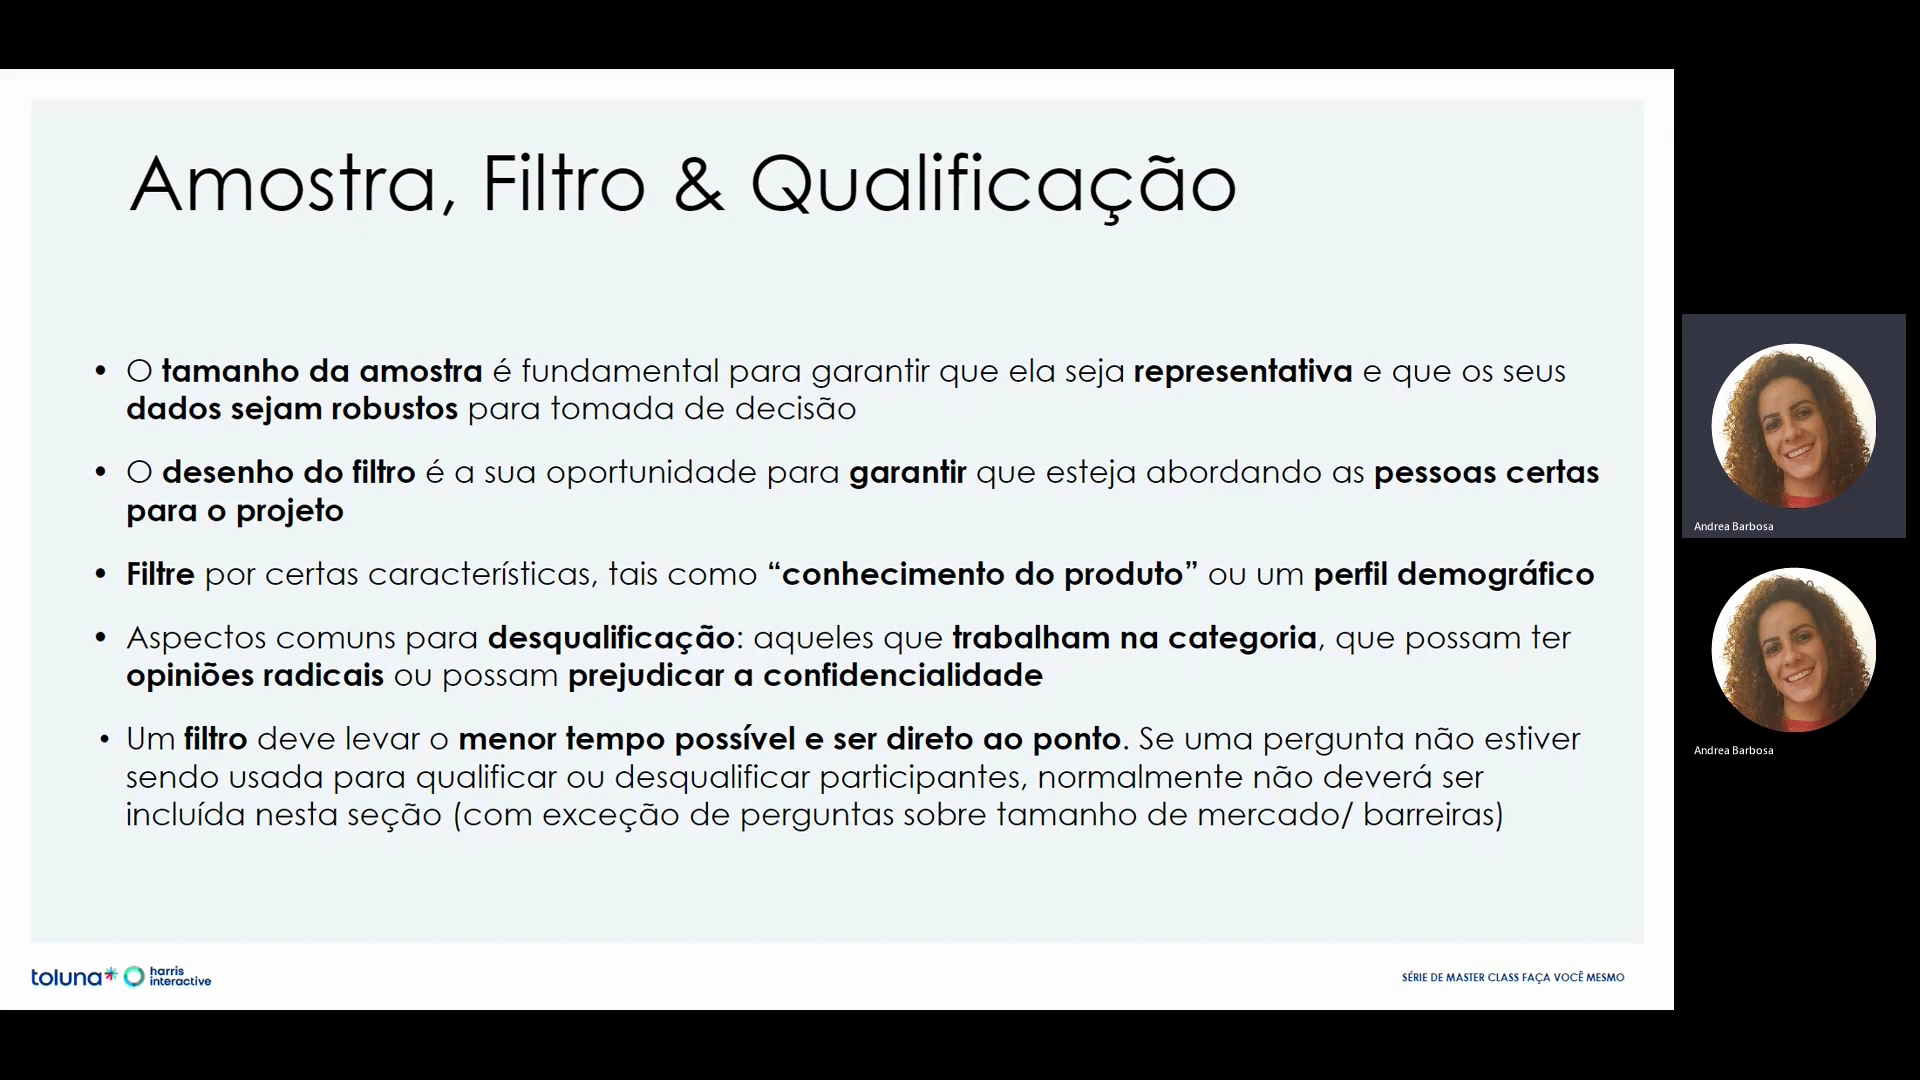 Amostra, Filtro & Qualificação
• O tamanho da amostra é fundamental para garantir que ela seja representativa e que os seus
dados sejam robustos para tomada de decisão
• O desenho do filtro é a sua oportunidade para garantir que esteja abordando as pessoas certas
para o projeto
• Filtre por certas características, tais como “conhecimento do produto” ou um perfil demográfico
• Aspectos comuns para desqualificação: aqueles que trabalham na categoria, que possam ter
opiniões radicais ou possam prejudicar a confidencialidade
• Um filtro deve levar o menor tempo possível e ser direto ao ponto. Se uma pergunta não estiver
sendo usada para qualificar ou desqualificar participantes, normalmente não deverá ser
incluída nesta seção (com exceção de perguntas sobre tamanho de mercado/ barreiras)
toluna* harris
interactive
SÉRIE DE MASTER CLASS FAÇA VOCÊ MESMO
Andrea Barbosa
Andrea Barbosa